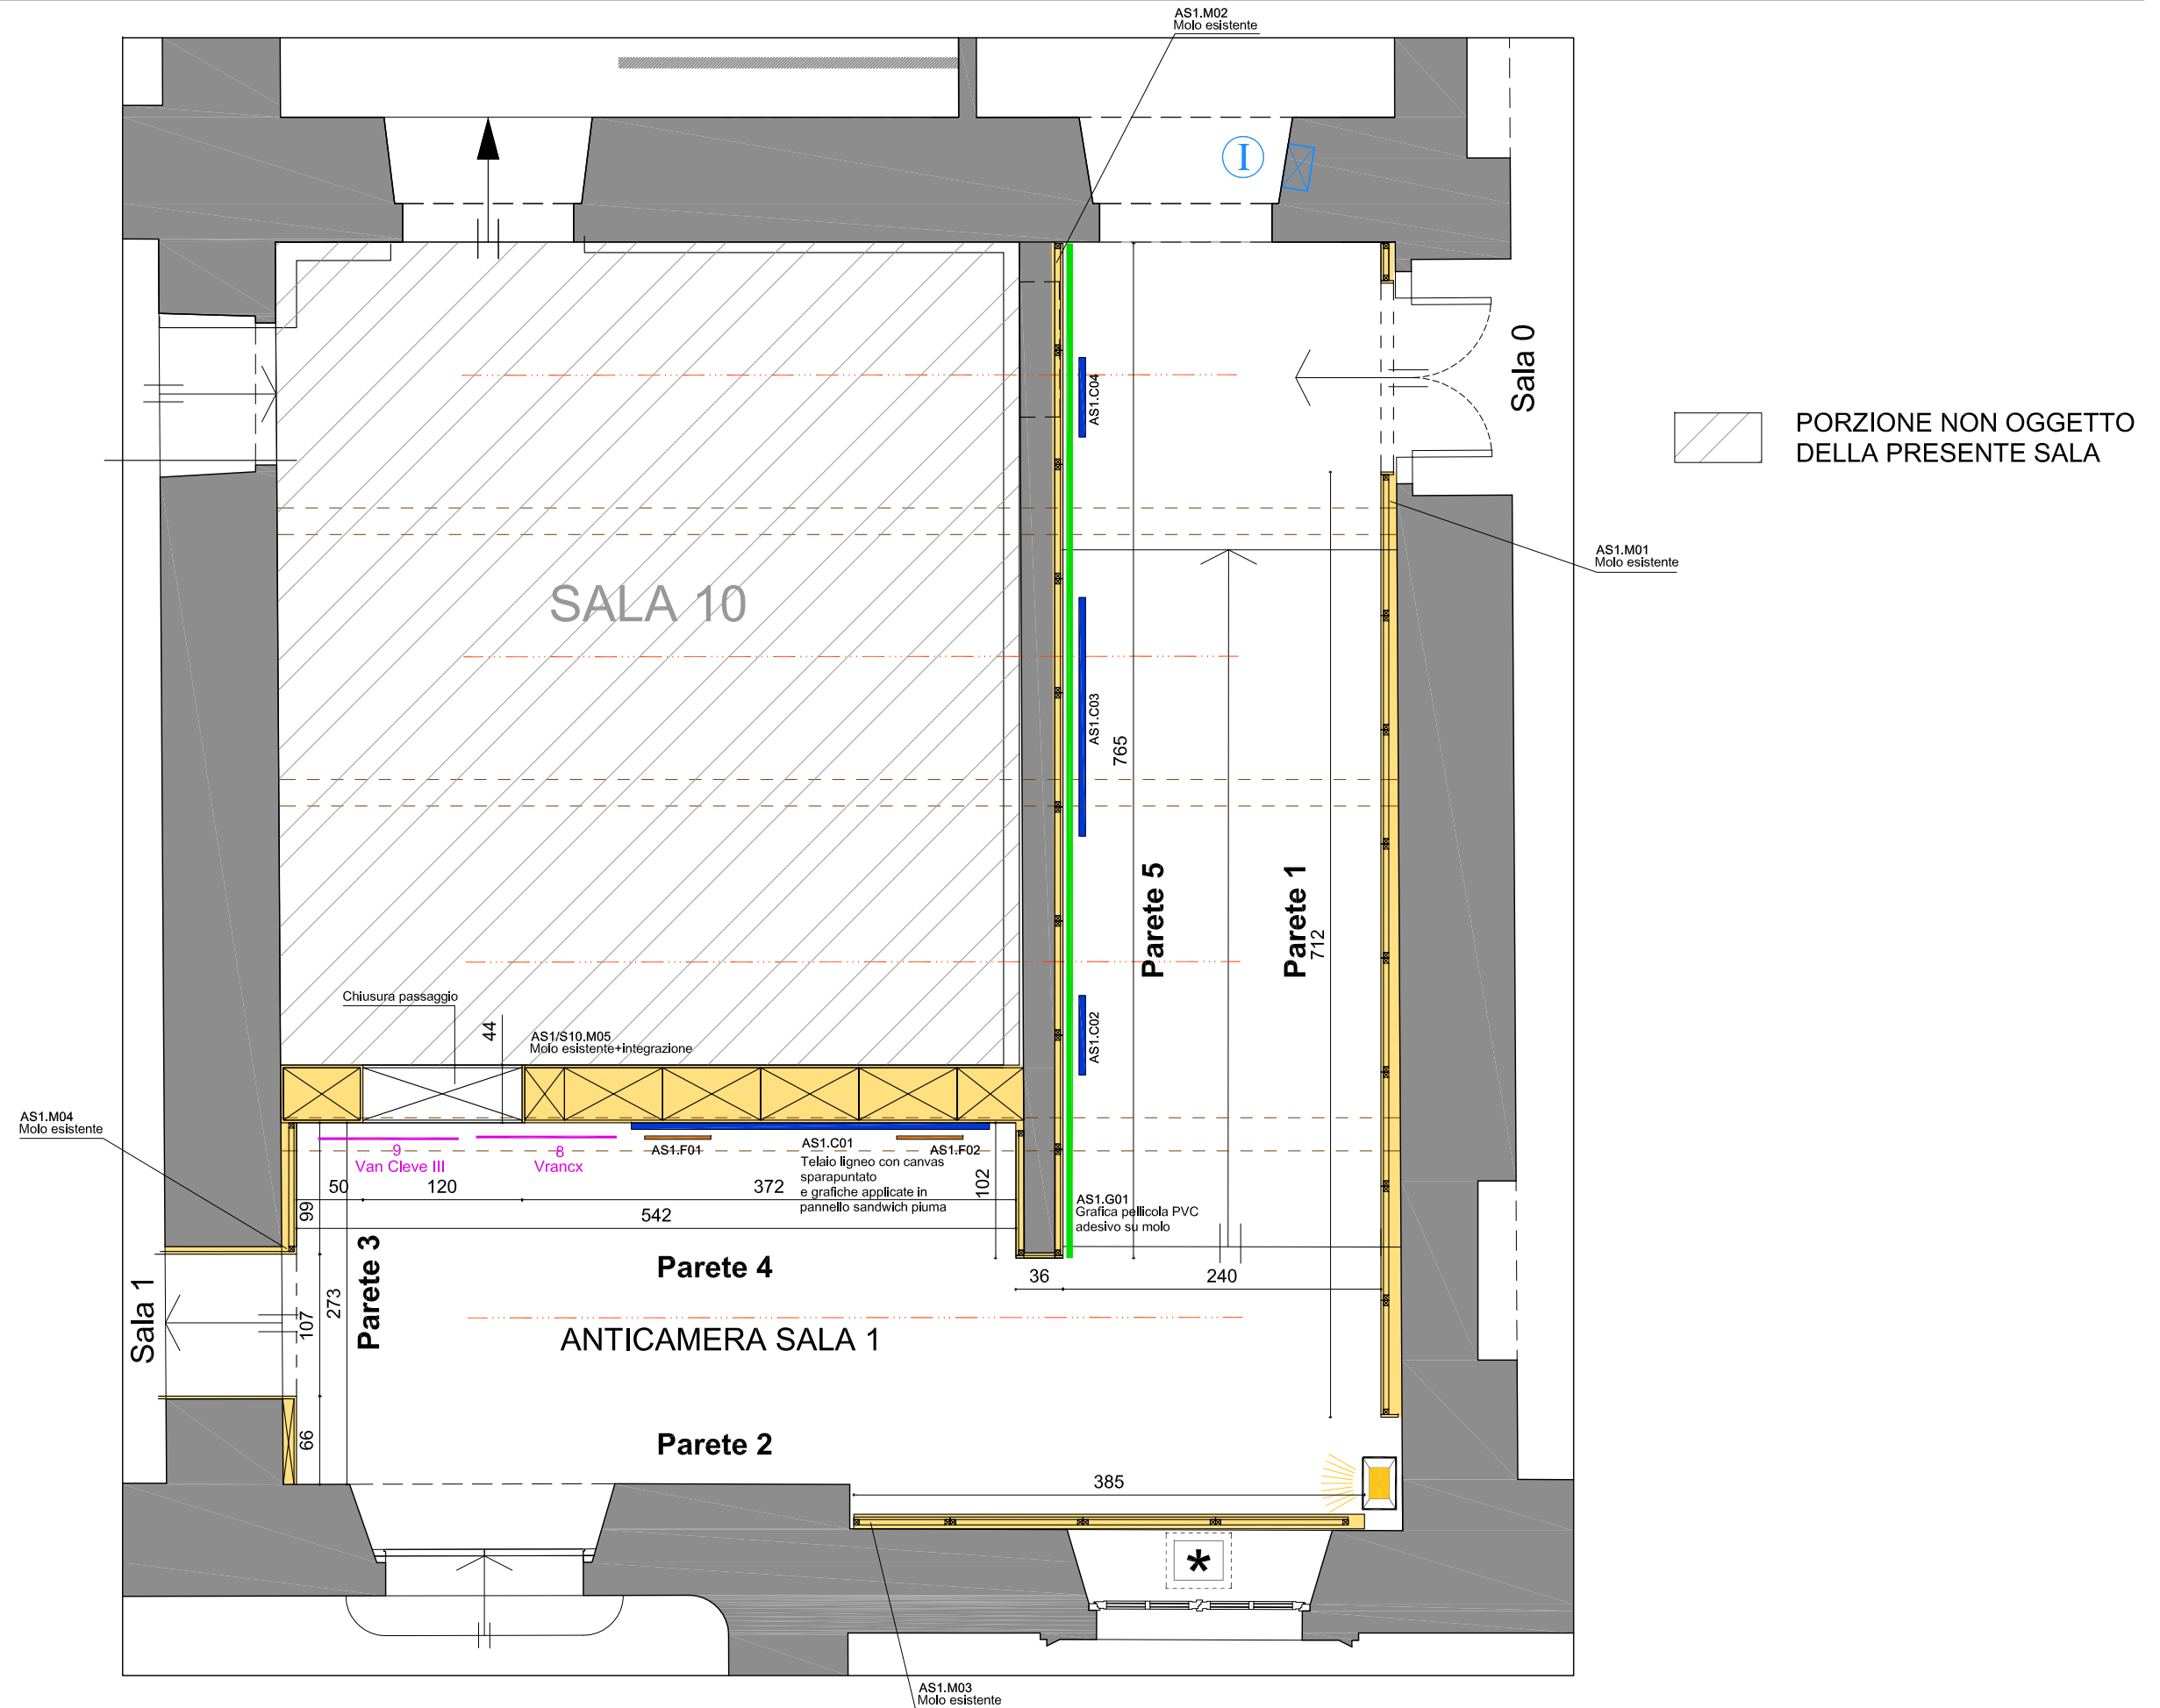 AS1.M02
Molo esistente
I
Sala 0
PORZIONE NON OGGETTO
DELLA PRESENTE SALA
AS1.C04
AS1.M01
Molo esistente
SALA 10
AS1.C03
765
Parete 5
Parete 1
712
Chiusura passaggio
44
AS1/S10.M05
Molo esistente+integrazione
AS1.C02
AS1.M04
Molo esistente
9
Van Cleve III
8
Vrancx
AS1.F01
AS1.C01
Telaio ligneo con canvas
sparapuntato
e grafiche applicate in
pannello sandwich piuma
AS1.F02
50
120
372
102
99
542
AS1.G01
Grafica pellicola PVC
adesivo su molo
Parete 3
Parete 4
36
240
Sala 1
107
273
ANTICAMERA SALA 1
66
Parete 2
385
*
AS1.M03
Molo esistente